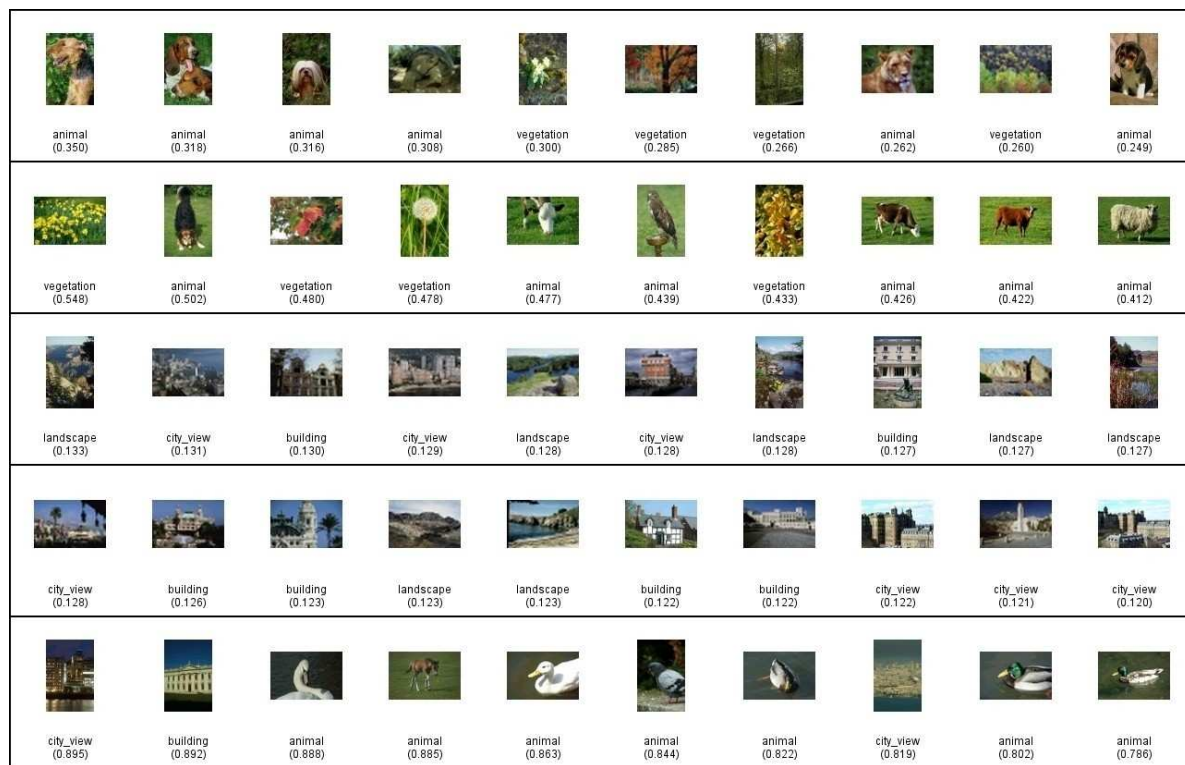 animal animal animal animal vegetation vegetation vegetation animal vegetation animal
(0.350) (0.318) (0.316) (0.308) (0.300) (0.285) (0.266) (0.262) (0.260) (0.249)
vegetation animal vegetation vegetation animal animal vegetation animal animal animal
(0.548) (0.502) (0.480) (0.478) (0.477) (0.439) (0.433) (0.426) (0.422) (0.412)
landscape city_view building city_view landscape city_view landscape building landscape landscape
(0.133) (0.131) (0.130) (0.129) (0.128) (0.128) (0.128) (0.127) (0.127) (0.127)
city_view building building landscape landscape building building city_view city_view city_view
(0.128) (0.126) (0.123) (0.123) (0.123) (0.122) (0.122) (0.122) (0.121) (0.120)
city_view building animal animal animal animal animal city_view animal animal
(0.895) (0.892) (0.888) (0.885) (0.863) (0.844) (0.822) (0.819) (0.802) (0.786)